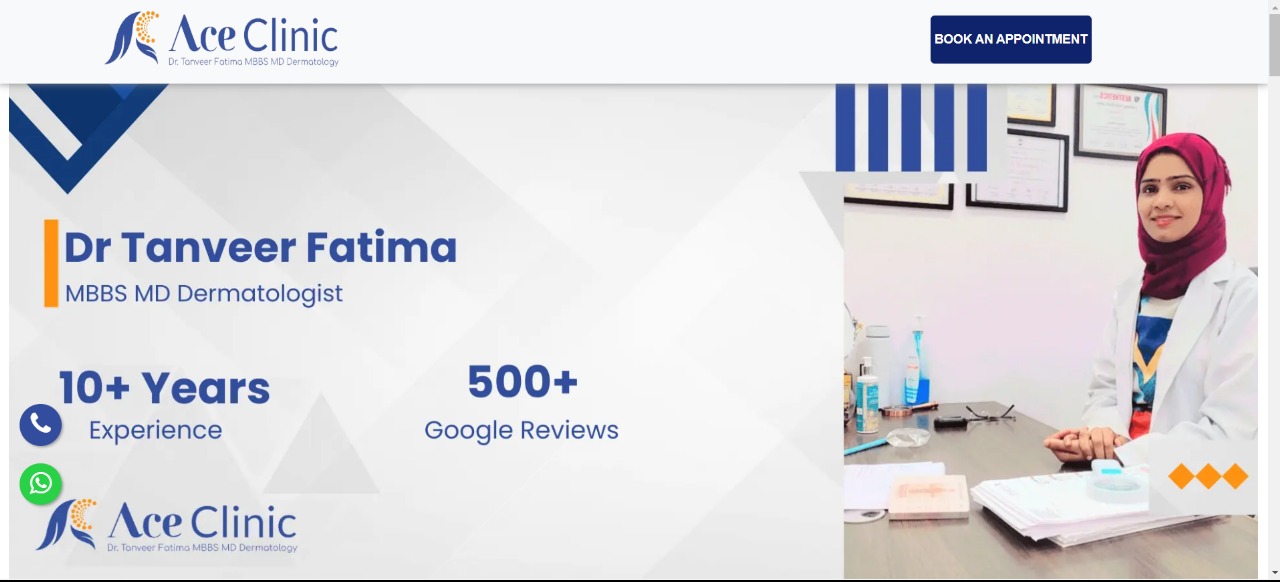 Ace Clinic
Dr. Tanveer Fatima MBBS MD Dermatology
BOOK AN APPOINTMENT
Dr Tanveer Fatima
MBBS MD Dermatologist
10+ Years
Experience
500+
Google Reviews
Ace Clinic
Dr. Tanveer Fatima MBBS MD Dermatology